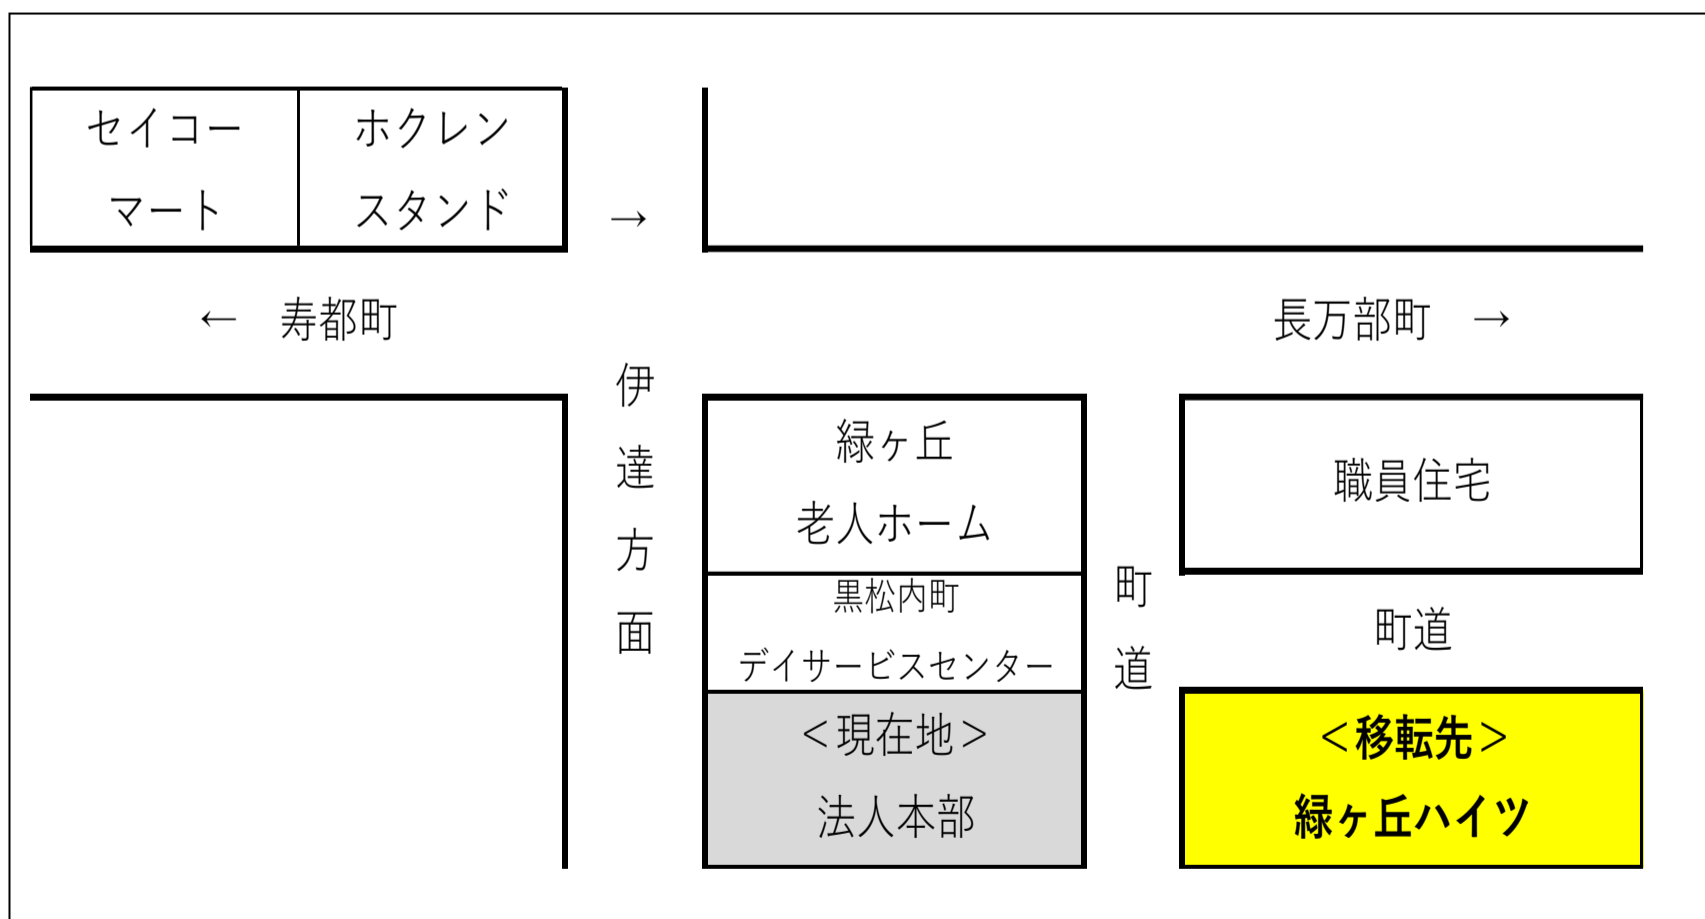 セイコー
マート
ホクレン
スタンド
→
← 寿都町
長万部町 →
伊達方面
緑ヶ丘
老人ホーム
職員住宅
黒松内町
デイサービスセンター
町道
町道
＜現在地＞
法人本部
＜移転先＞
緑ヶ丘ハイツ